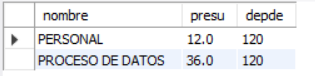 nombre presu depde
PERSONAL 12.0 120
PROCESO DE DATOS 36.0 120